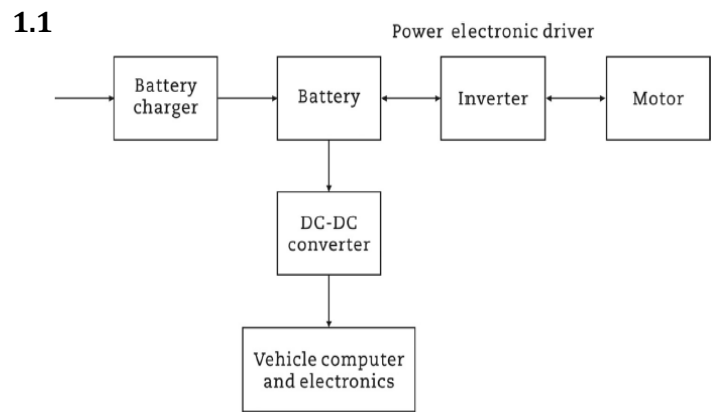 1.1
Power electronic driver
Battery
charger
Battery
Inverter
Motor
DC-DC
converter
Vehicle computer
and electronics